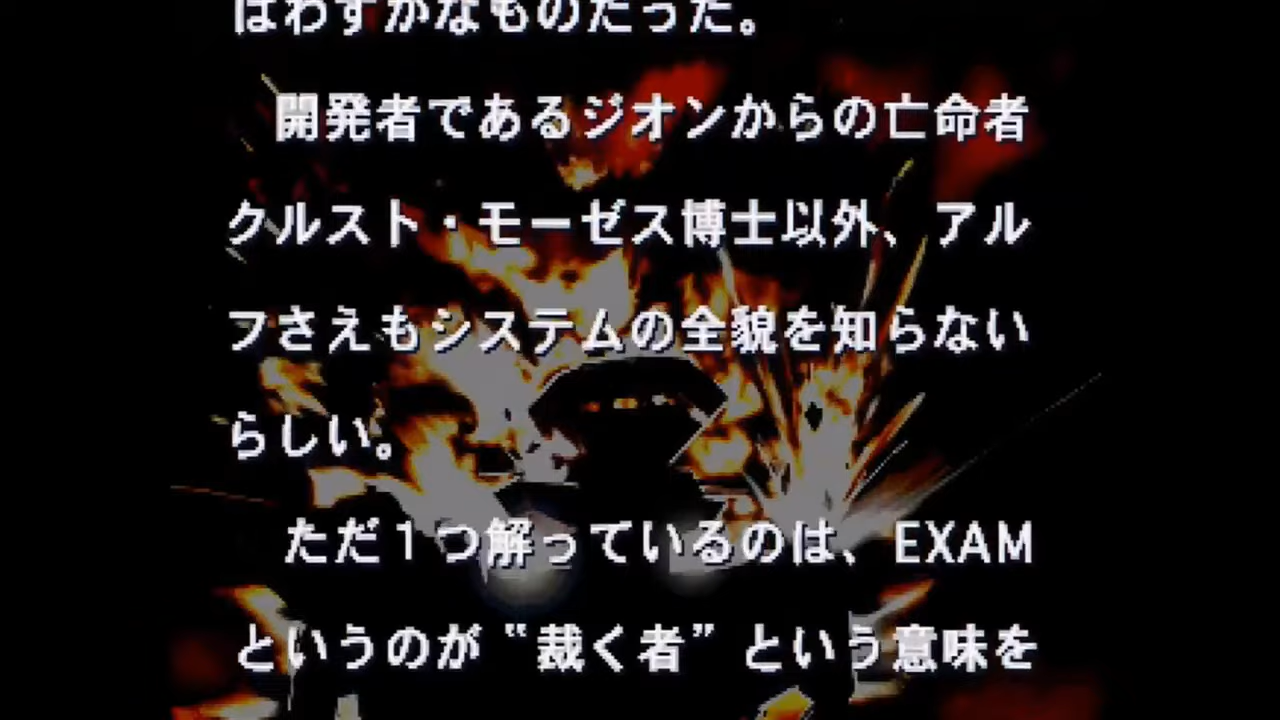 はわずかなものだった。
開発者であるジオンからの亡命者
クルスト・モーゼス博士以外、アル
フさえもシステムの全貌を知らない
らしい。
ただ１つ解っているのは、EXAM
というのが〝裁く者〟という意味を